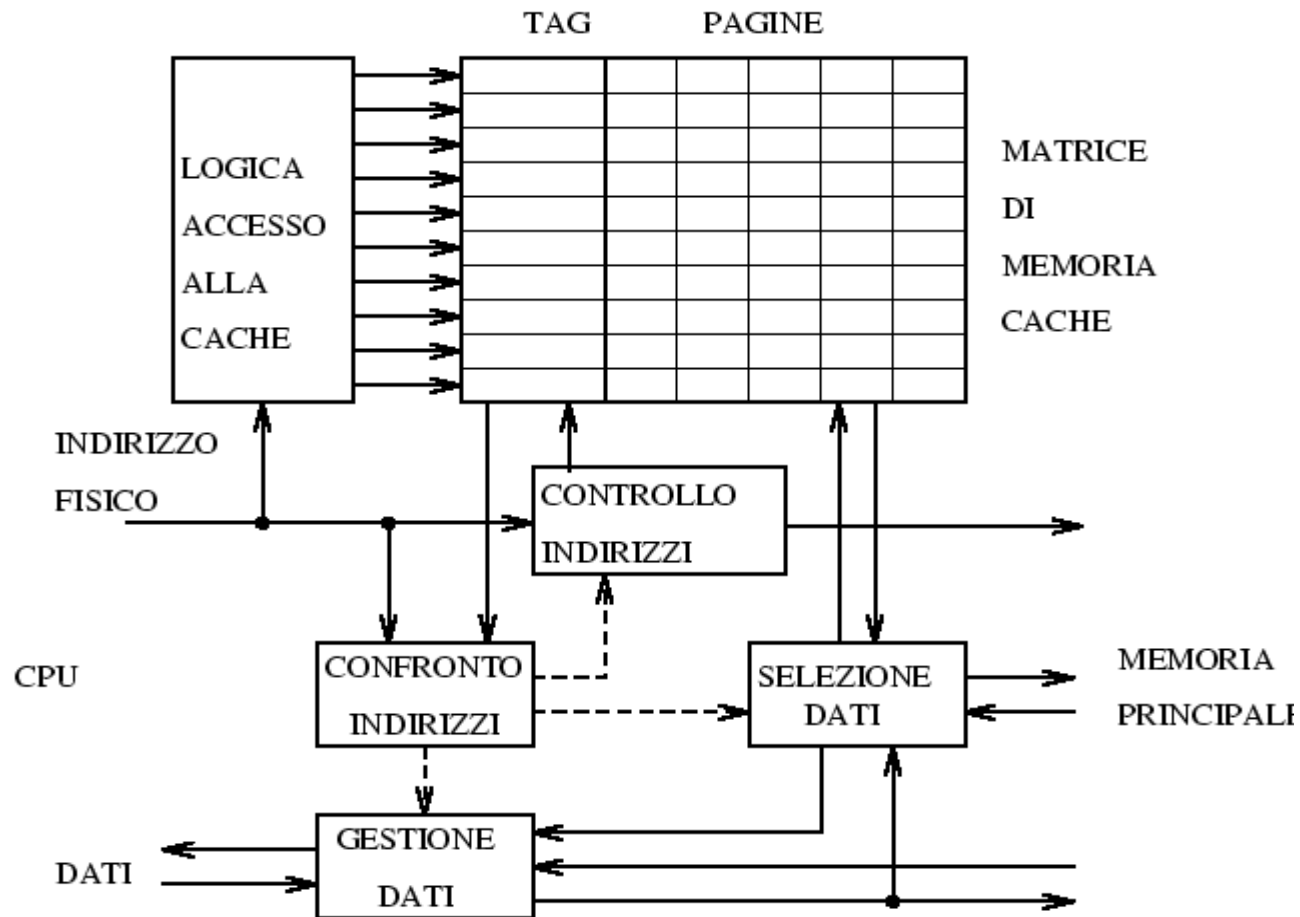 TAG PAGINE
LOGICA
ACCESSO
ALLA
CACHE
MATRICE
DI
MEMORIA
CACHE
INDIRIZZO
FISICO
CONTROLLO
INDIRIZZI
CPU
CONFRONTO
INDIRIZZI
SELEZIONE
DATI
MEMORIA
PRINCIPALE
DATI
GESTIONE
DATI